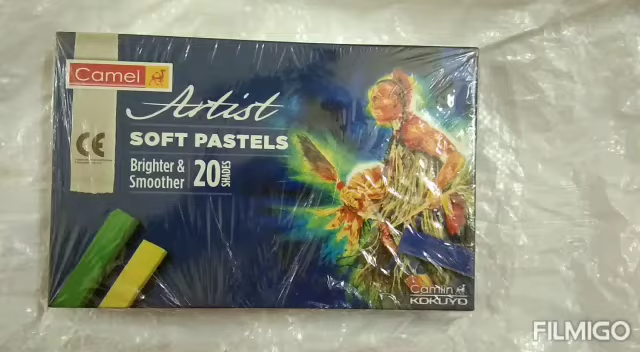 Camel
Artist
SOFT PASTELS
CE
Brighter &
Smoother
20
SHADES
Camlin
KOKUYO
FILMIGO